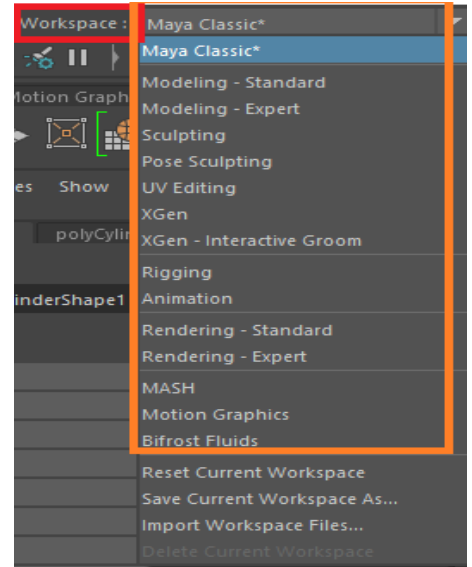 Workspace : Maya Classic*
Maya Classic*
Motion Graph
Modeling - Standard
Modeling - Expert
Sculpting
Pose Sculpting
es Show
UV Editing
XGen
polyCylin
XGen - Interactive Groom
Rigging
inderShape1
Animation
Rendering - Standard
Rendering - Expert
MASH
Motion Graphics
Bifrost Fluids
Reset Current Workspace
Save Current Workspace As...
Import Workspace Files...
Delete Current Workspace